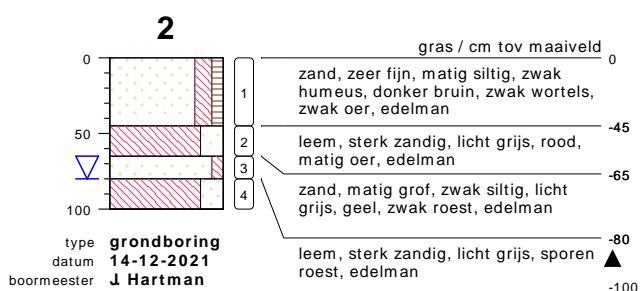 2
gras / cm tov maaiveld
0
0
zand, zeer fijn, matig siltig, zwak
humeus, donker bruin, zwak wortels,
zwak oer, edelman
1
-45
50
2
leem, sterk zandig, licht grijs, rood,
matig oer, edelman
3
-65
4
zand, matig grof, zwak siltig, licht
grijs, geel, zwak roest, edelman
100
-80
type grondboring
leem, sterk zandig, licht grijs, sporen
roest, edelman
datum 14-12-2021
boormeester J. Hartman
-100